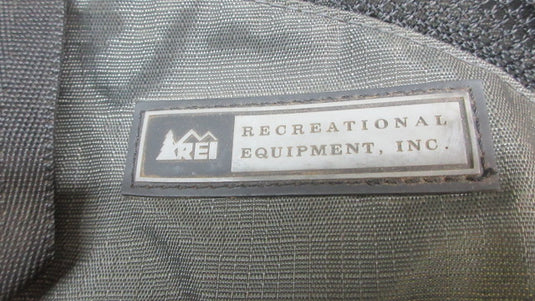 REI
RECREATIONAL
EQUIPMENT, INC.